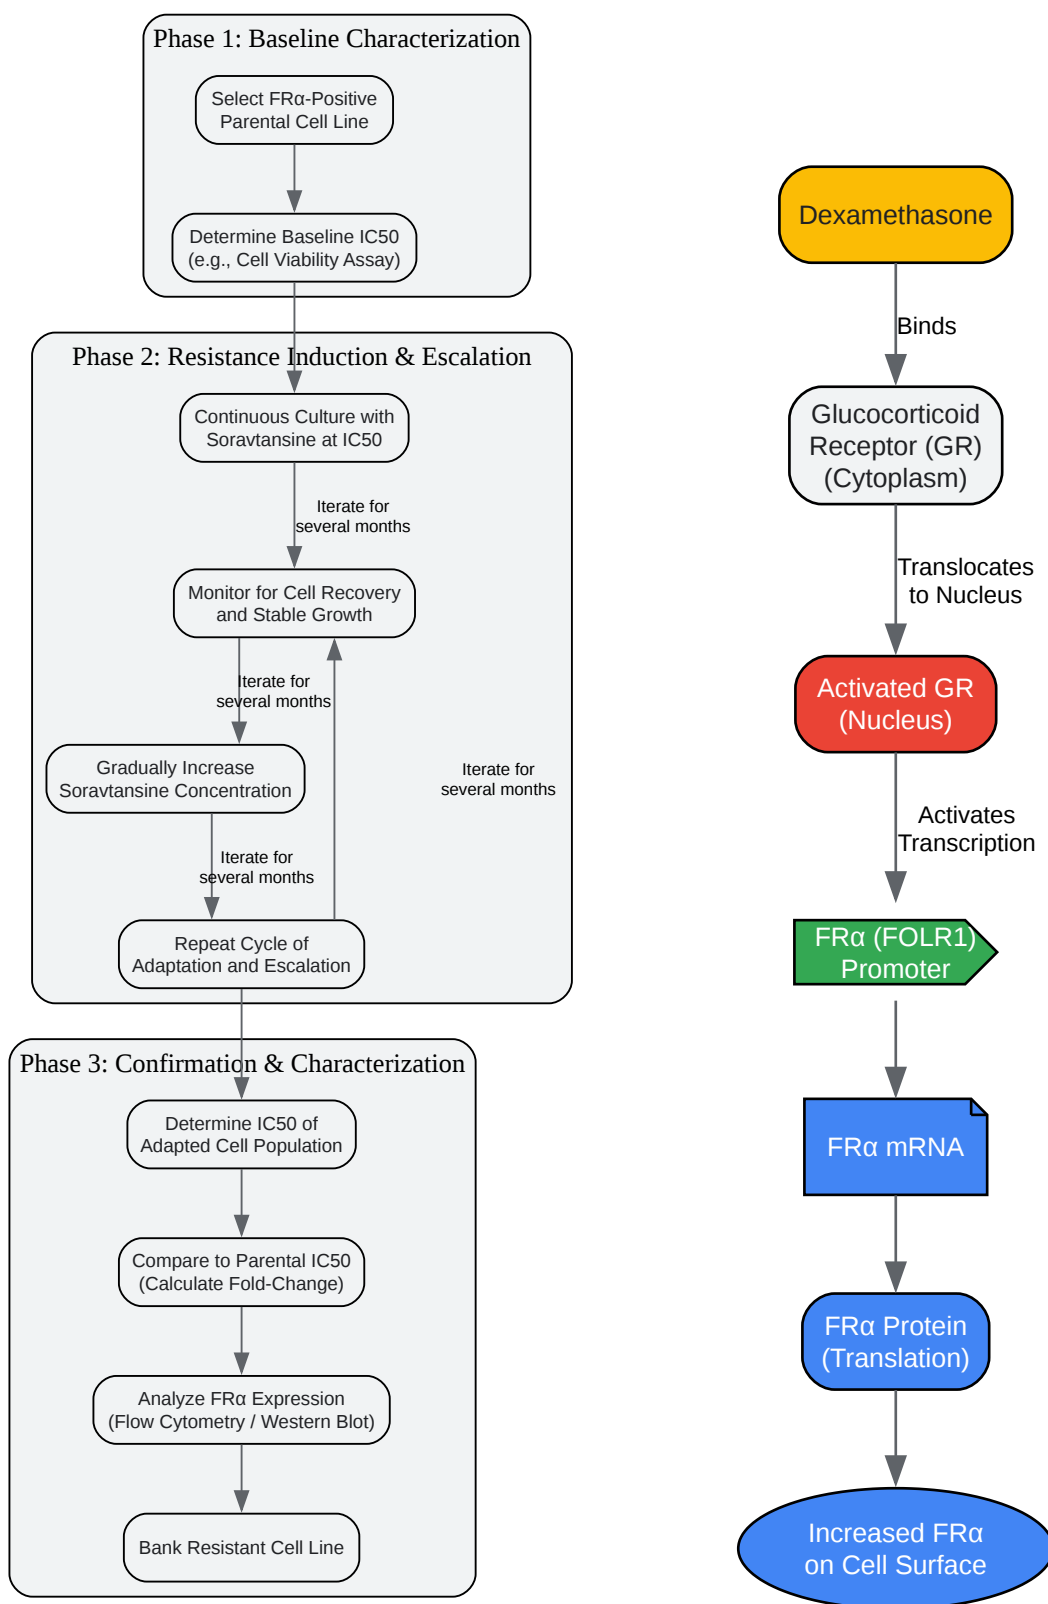 Phase 1: Baseline Characterization
Select FRα-Positive
Parental Cell Line
Determine Baseline IC50
(e.g., Cell Viability Assay)
Phase 2: Resistance Induction & Escalation
Continuous Culture with
Soravtansine at IC50
Iterate for
several months
Monitor for Cell Recovery
and Stable Growth
Iterate for
several months
Gradually Increase
Soravtansine Concentration
Iterate for
several months
Iterate for
several months
Repeat Cycle of
Adaptation and Escalation
Phase 3: Confirmation & Characterization
Determine IC50 of
Adapted Cell Population
Compare to Parental IC50
(Calculate Fold-Change)
Analyze FRα Expression
(Flow Cytometry / Western Blot)
Bank Resistant Cell Line
Dexamethasone
Binds
Glucocorticoid
Receptor (GR)
(Cytoplasm)
Translocates
to Nucleus
Activated GR
(Nucleus)
Activates
Transcription
FRα (FOLR1)
Promoter
FRα mRNA
FRα Protein
(Translation)
Increased FRα
on Cell Surface